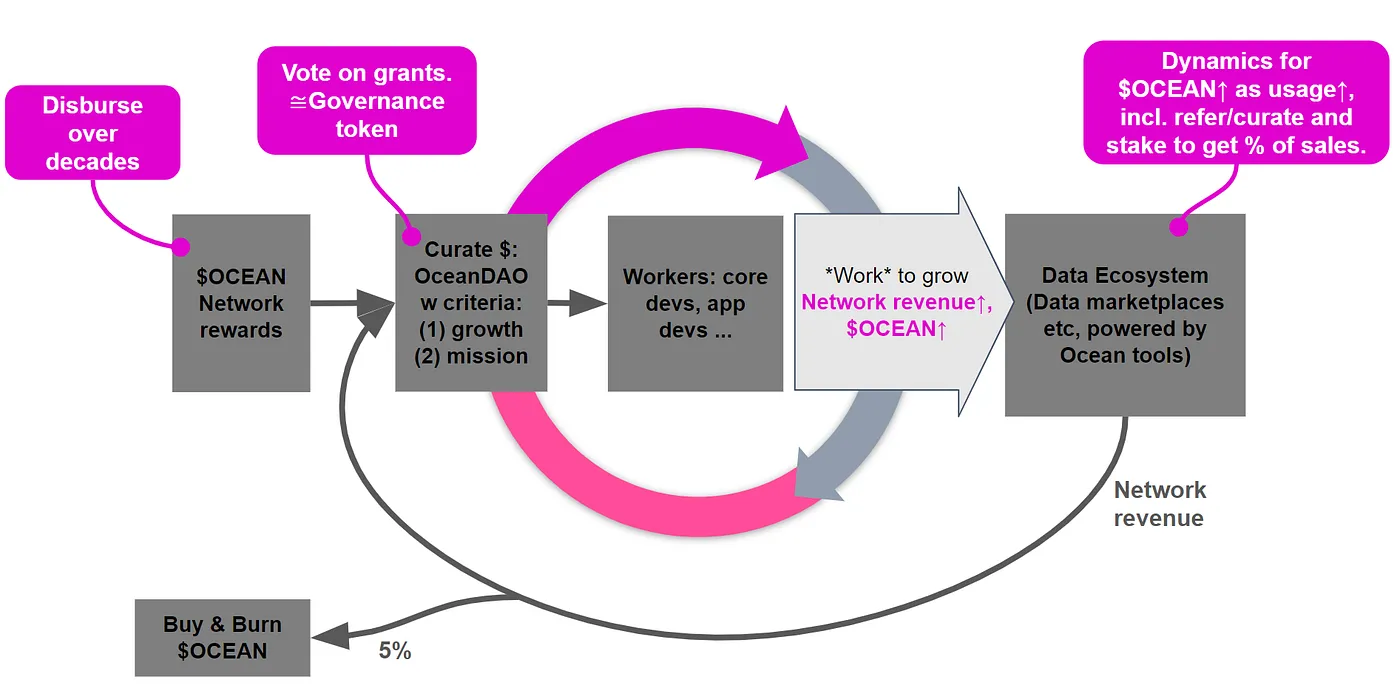 Disburse
over
decades
Vote on grants.
≅Governance
token
Dynamics for
$OCEAN↑ as usage↑,
incl. refer/curate and
stake to get % of sales.
$OCEAN
Network
rewards
Curate $:
OceanDAO
w criteria:
(1) growth
(2) mission
Workers: core
devs, app
devs ...
*Work* to grow
Network revenue↑,
$OCEAN↑
Data Ecosystem
(Data marketplaces
etc, powered by
Ocean tools)
Network
revenue
Buy & Burn
$OCEAN
5%